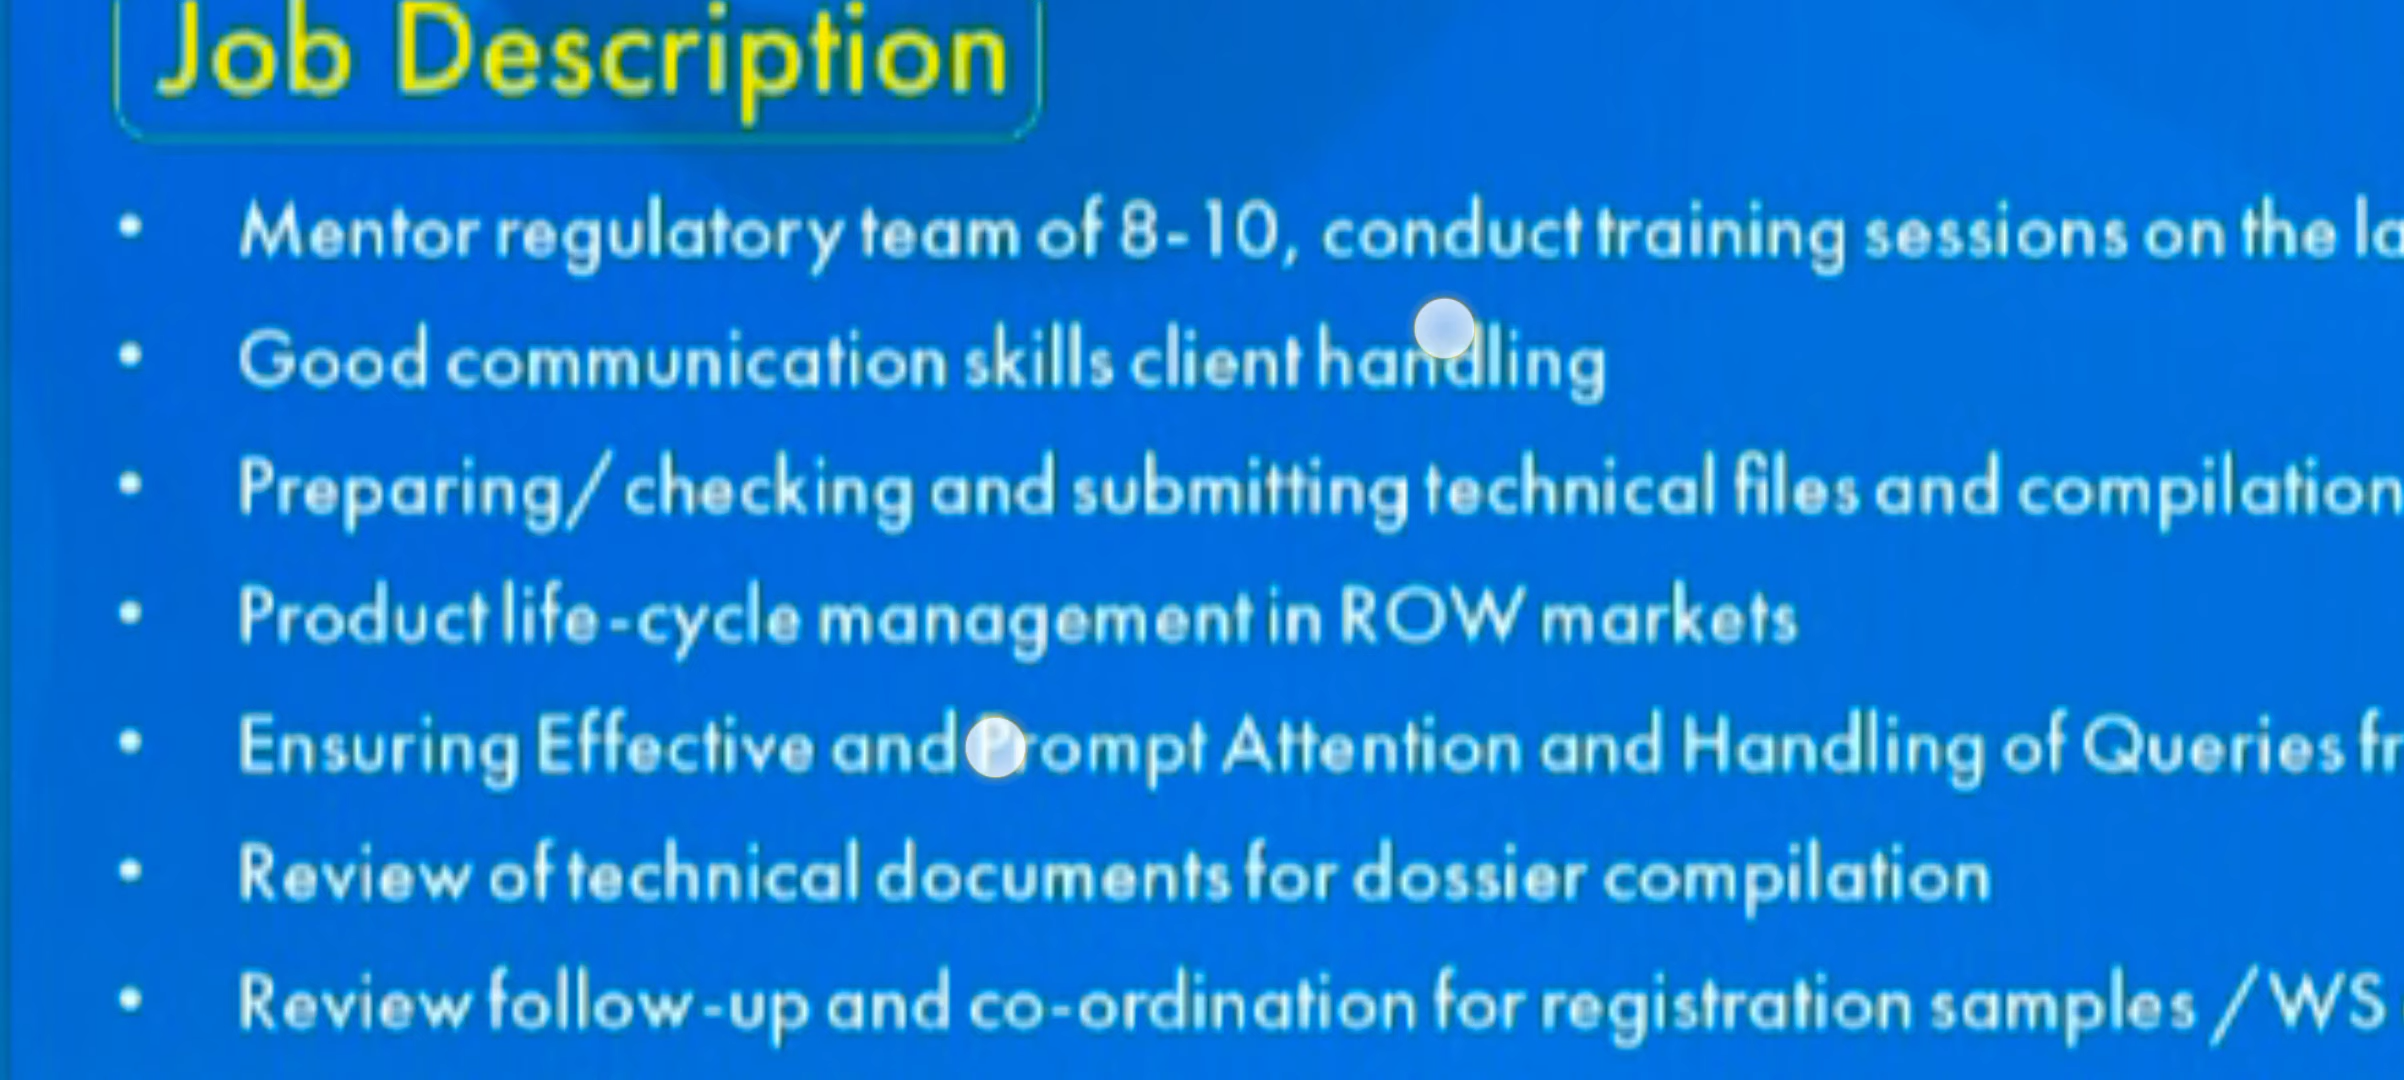 Job Description
• Mentor regulatory team of 8-10, conduct training sessions on the
• Good communication skills client handling
• Preparing/ checking and submitting technical files and compilation
• Product life-cycle management in ROW markets
• Ensuring Effective and Prompt Attention and Handling of Queries
• Review of technical documents for dossier compilation
• Review follow-up and co-ordination for registration samples /WS